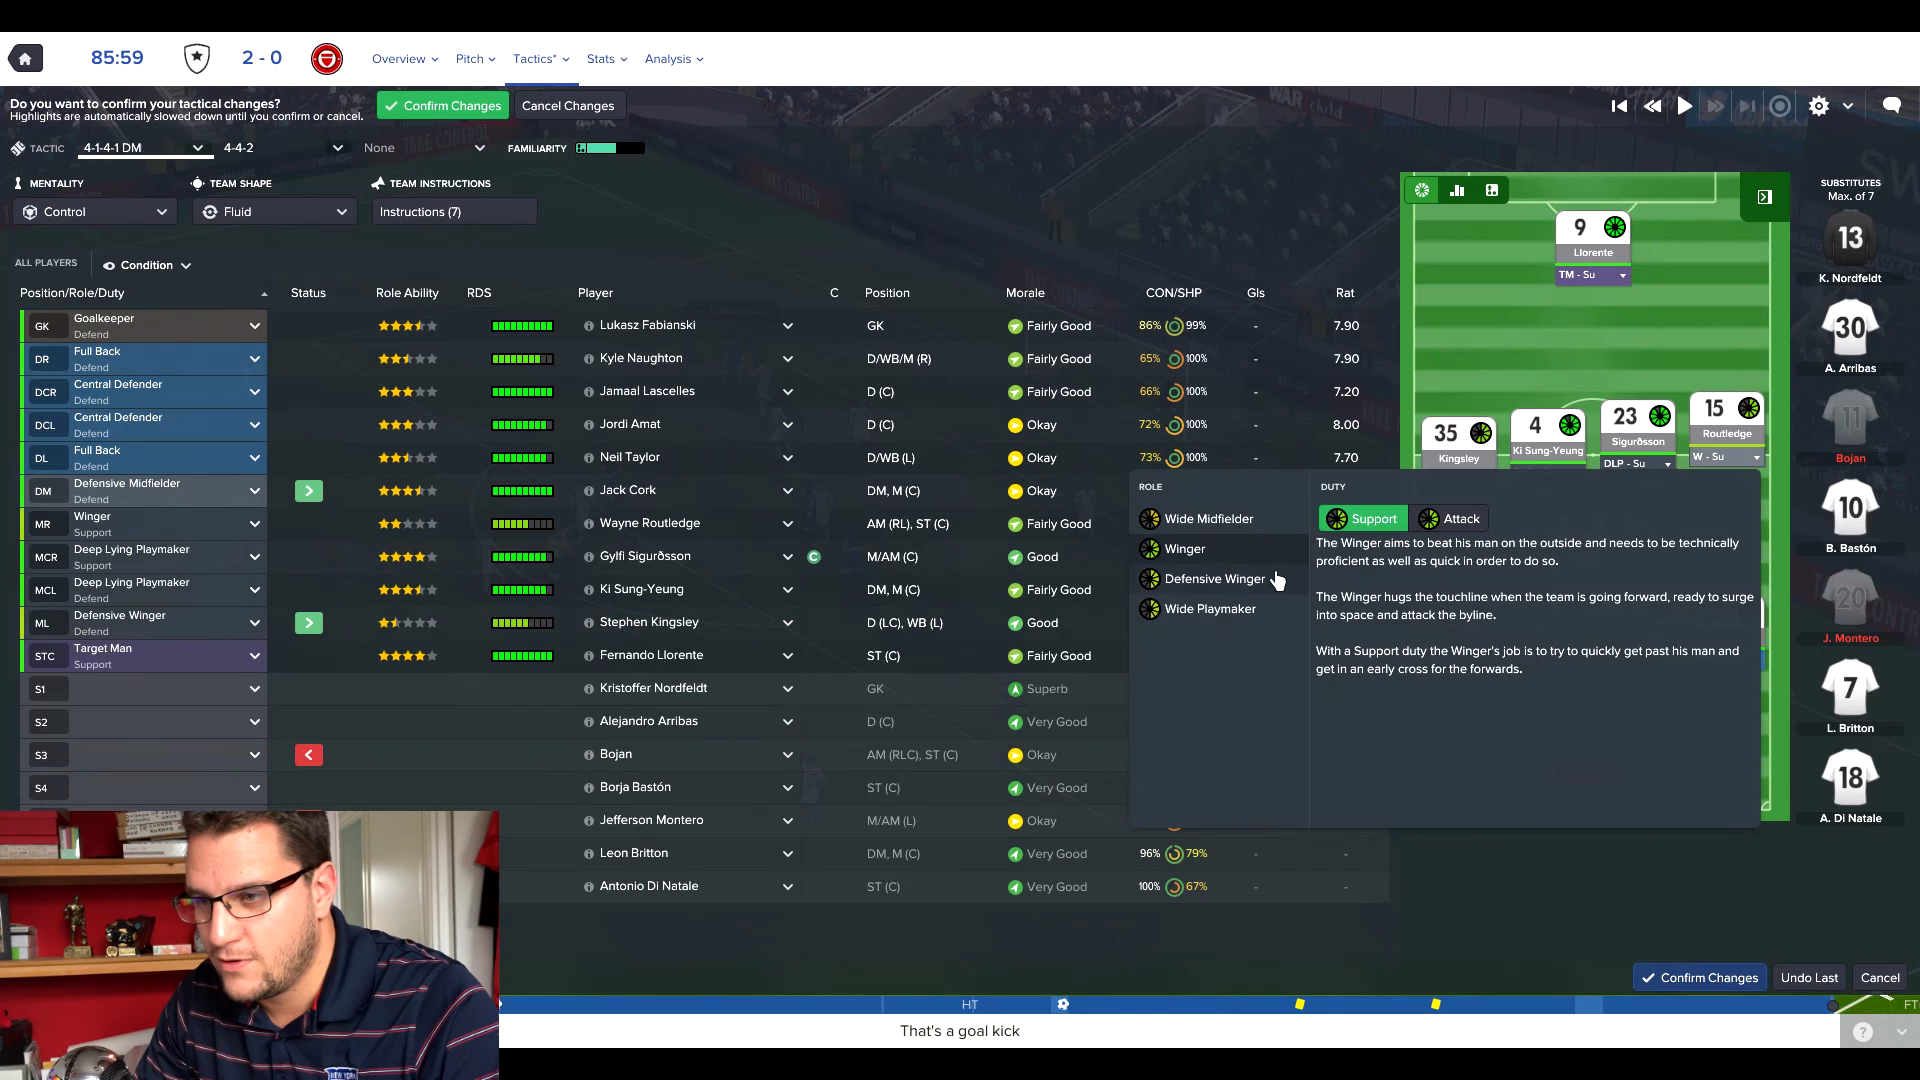 85:59
2 - 0
Overview
Pitch
Tactics*
Stats
Analysis
Do you want to confirm your tactical changes?
Highlights are automatically slowed down until you confirm or cancel.
Confirm Changes
Cancel Changes
TACTIC
4-1-4-1 DM
4-4-2
None
FAMILIARITY
MENTALITY
TEAM SHAPE
TEAM INSTRUCTIONS
Control
Fluid
Instructions (7)
ALL PLAYERS
Condition
Position/Role/Duty Status Role Ability RDS Player C Position Morale CON/SHP Gls Rat
GK Goalkeeper Defend Lukasz Fabianski GK Fairly Good 86% 99% - 7.90
DR Full Back Defend Kyle Naughton D/WB/M (R) Fairly Good 65% 100% - 7.90
DCR Central Defender Defend Jamaal Lascelles D (C) Fairly Good 66% 100% - 7.20
DCL Central Defender Defend Jordi Amat D (C) Okay 72% 100% - 8.00
DL Full Back Defend Neil Taylor D/WB (L) Okay 73% 100% - 7.70
DM Defensive Midfielder Defend Jack Cork DM, M (C) Okay
MR Winger Support Wayne Routledge AM (RL), ST (C) Fairly Good
MCR Deep Lying Playmaker Support Gylfi Sigurðsson C M/AM (C) Good
MCL Deep Lying Playmaker Support Ki Sung-Yeung DM, M (C) Fairly Good
ML Defensive Winger Defend Stephen Kingsley D (LC), WB (L) Good
STC Target Man Support Fernando Llorente ST (C) Fairly Good
S1 Kristoffer Nordfeldt GK Superb
S2 Alejandro Arribas D (C) Very Good
S3 Bojan AM (RLC), ST (C) Okay
S4 Borja Bastón ST (C) Very Good
Jefferson Montero M/AM (L) Okay
Leon Britton DM, M (C) Very Good 96% 79% - -
Antonio Di Natale ST (C) Very Good 100% 67% - -
9
Llorente
TM - Su
35
Kingsley
4
Ki Sung-Yeung
23
Sigurðsson
DLP - Su
15
Routledge
W - Su
ROLE
Wide Midfielder
Winger
Defensive Winger
Wide Playmaker
DUTY
Support
Attack
The Winger aims to beat his man on the outside and needs to be technically
proficient as well as quick in order to do so.
The Winger hugs the touchline when the team is going forward, ready to surge
into space and attack the byline.
With a Support duty the Winger's job is to try to quickly get past his man and
get in an early cross for the forwards.
SUBSTITUTES
Max. of 7
13
K. Nordfeldt
30
A. Arribas
11
Bojan
10
B. Bastón
20
J. Montero
7
L. Britton
18
A. Di Natale
Confirm Changes
Undo Last
Cancel
HT
FT
That's a goal kick
?
NEW YORK